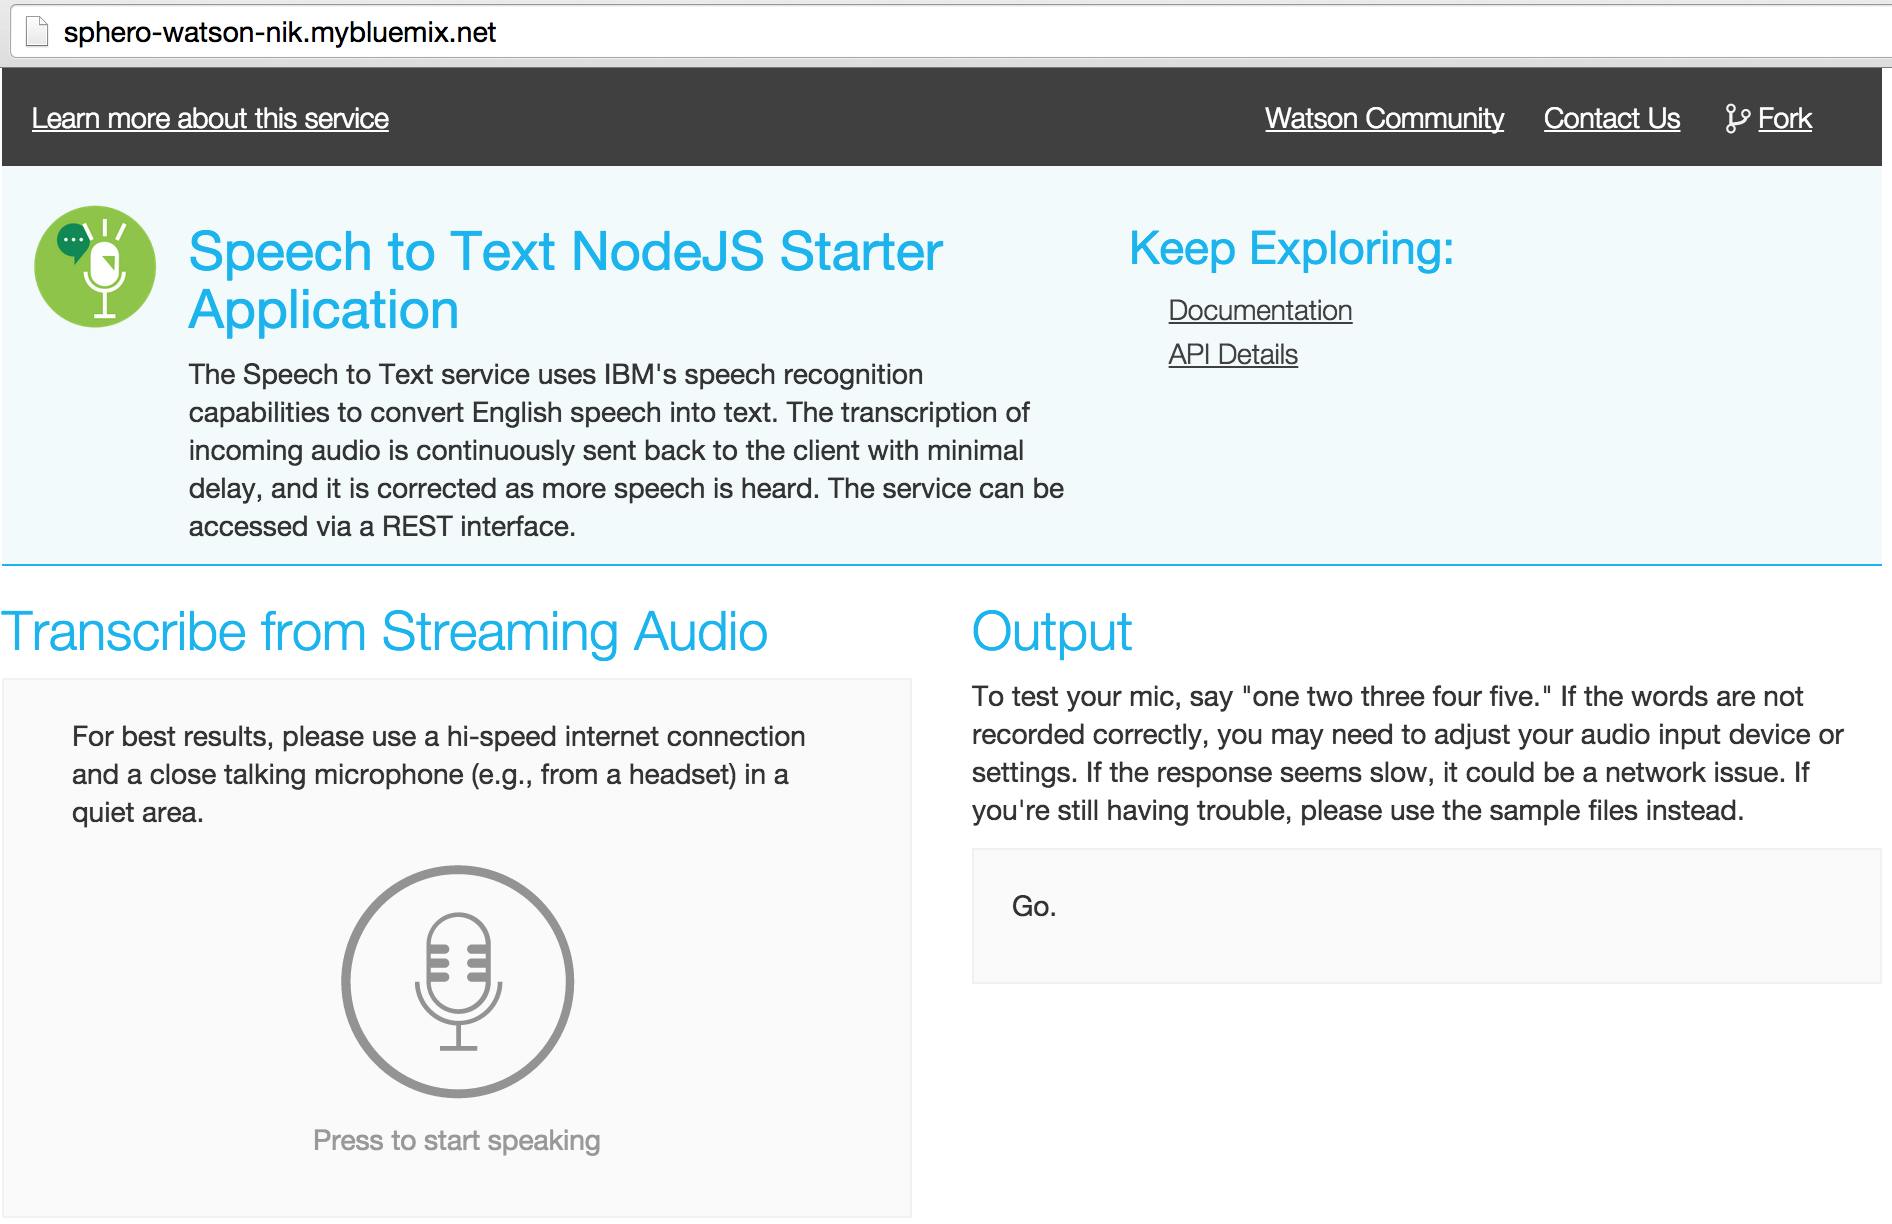 sphero-watson-nik.mybluemix.net
Learn more about this service
Watson Community
Contact Us
Fork
Speech to Text NodeJS Starter
Application
The Speech to Text service uses IBM's speech recognition
capabilities to convert English speech into text. The transcription of
incoming audio is continuously sent back to the client with minimal
delay, and it is corrected as more speech is heard. The service can be
accessed via a REST interface.
Keep Exploring:
Documentation
API Details
Transcribe from Streaming Audio
For best results, please use a hi-speed internet connection
and a close talking microphone (e.g., from a headset) in a
quiet area.
Press to start speaking
Output
To test your mic, say "one two three four five." If the words are not
recorded correctly, you may need to adjust your audio input device or
settings. If the response seems slow, it could be a network issue. If
you're still having trouble, please use the sample files instead.
Go.